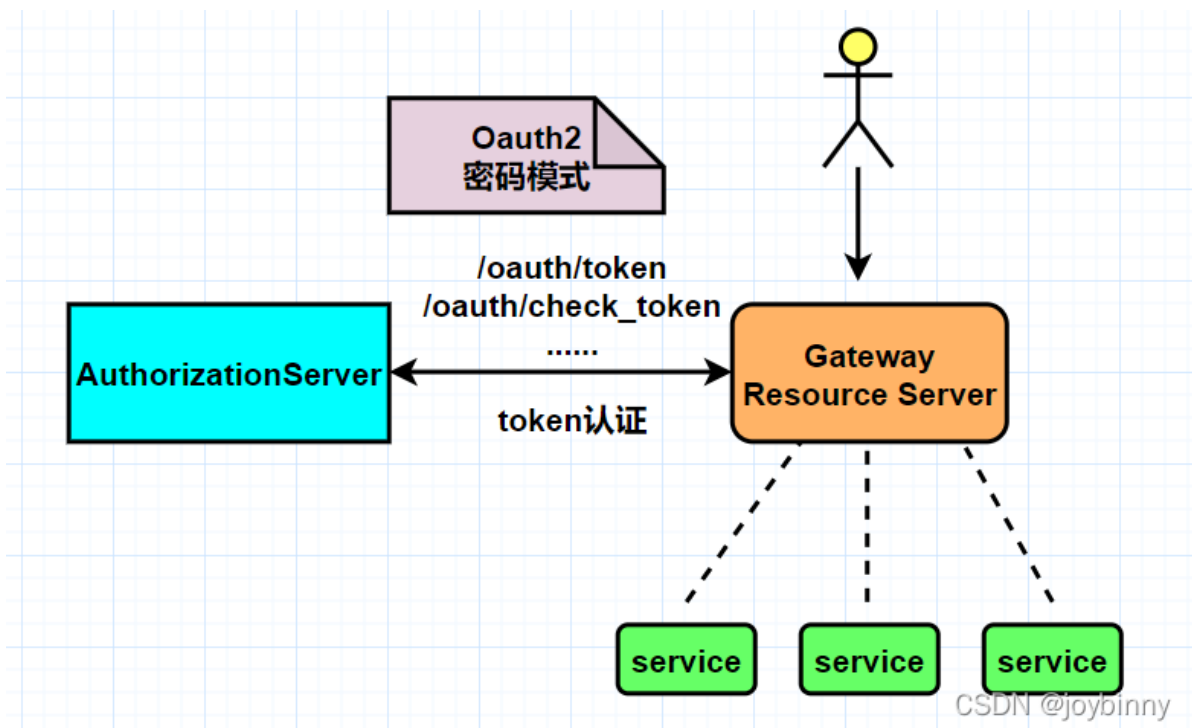 Oauth2
密码模式
/oauth/token
/oauth/check_token
......
AuthorizationServer
token认证
Gateway
Resource Server
service
service
service
CSDN @joybinny